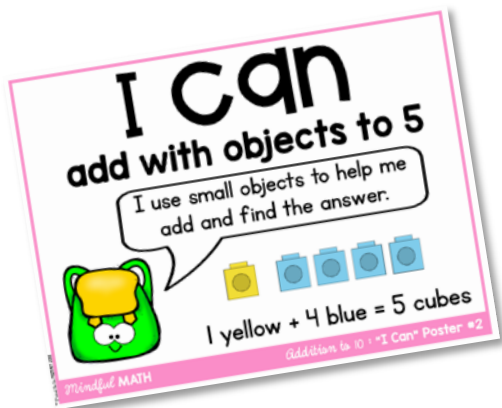 I can
add with objects to 5
I use small objects to help me
add and find the answer.
1 yellow + 4 blue = 5 cubes
Addition to 10 : "I Can" Poster #2
Mindful MATH